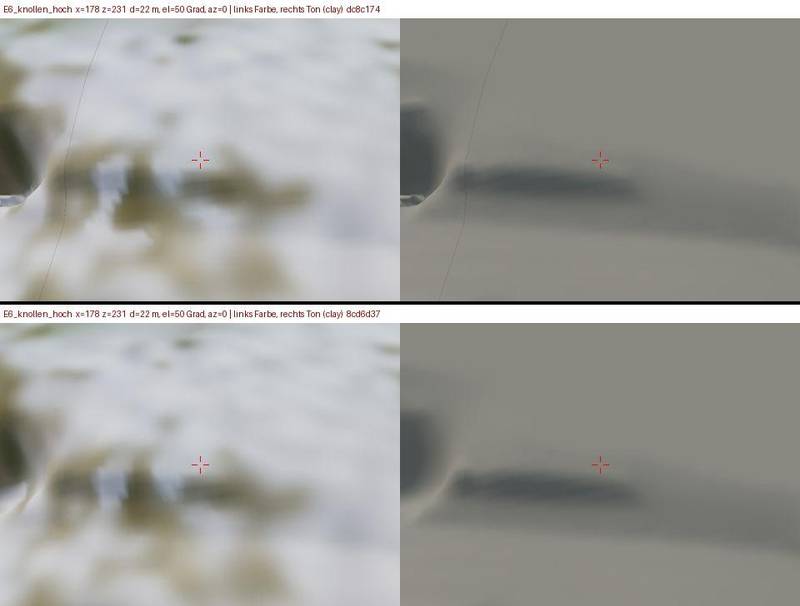 E6_knollen_hoch x=178 z=231 d=22 m, el=50 Grad, az=0 | links Farbe, rechts Ton (clay) dc8c174
E6_knollen_hoch x=178 z=231 d=22 m, el=50 Grad, az=0 | links Farbe, rechts Ton (clay) 8cd6d37